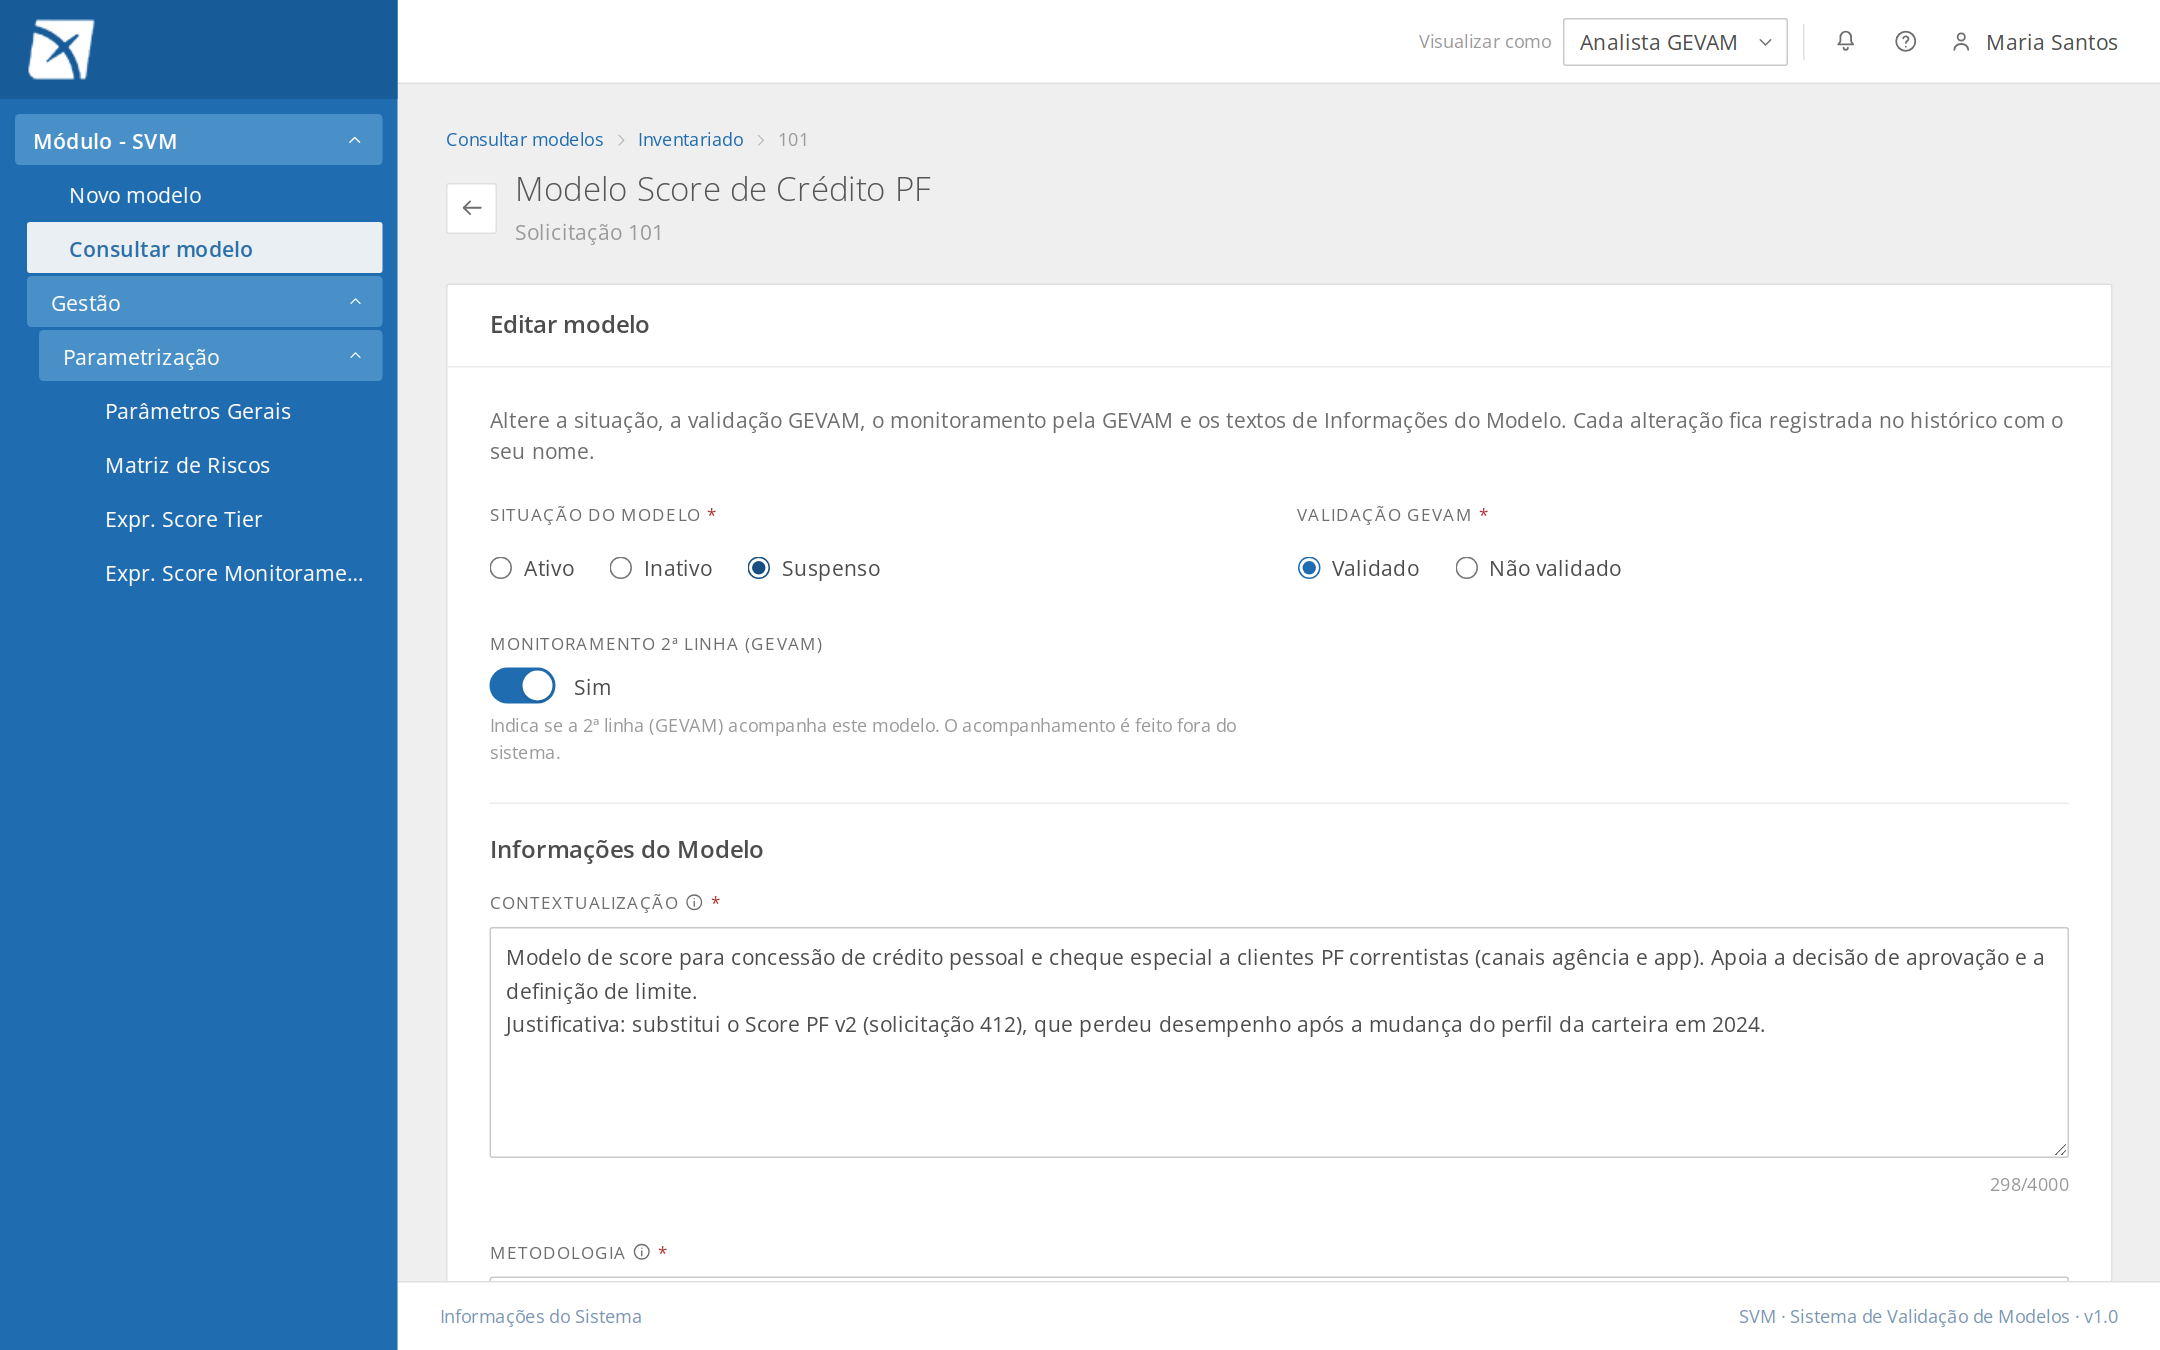 Visualizar como
Analista GEVAM
Maria Santos
Módulo - SVM
Novo modelo
Consultar modelo
Gestão
Parametrização
Parâmetros Gerais
Matriz de Riscos
Expr. Score Tier
Expr. Score Monitorame...
Consultar modelos > Inventariado > 101
Modelo Score de Crédito PF
Solicitação 101
Editar modelo
Altere a situação, a validação GEVAM, o monitoramento pela GEVAM e os textos de Informações do Modelo. Cada alteração fica registrada no histórico com o
seu nome.
SITUAÇÃO DO MODELO *
VALIDAÇÃO GEVAM *
Ativo Inativo Suspenso
Validado Não validado
MONITORAMENTO 2ª LINHA (GEVAM)
Sim
Indica se a 2ª linha (GEVAM) acompanha este modelo. O acompanhamento é feito fora do
sistema.
Informações do Modelo
CONTEXTUALIZAÇÃO *
Modelo de score para concessão de crédito pessoal e cheque especial a clientes PF correntistas (canais agência e app). Apoia a decisão de aprovação e a
definição de limite.
Justificativa: substitui o Score PF v2 (solicitação 412), que perdeu desempenho após a mudança do perfil da carteira em 2024.
298/4000
METODOLOGIA *
Informações do Sistema
SVM · Sistema de Validação de Modelos · v1.0